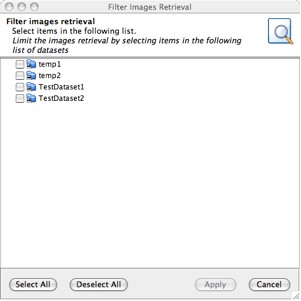 Filter Images Retrieval
Filter images retrieval
Select items in the following list.
Limit the images retrieval by selecting items in the following
list of datasets
temp1
temp2
TestDataset1
TestDataset2
Select All
Deselect All
Apply
Cancel